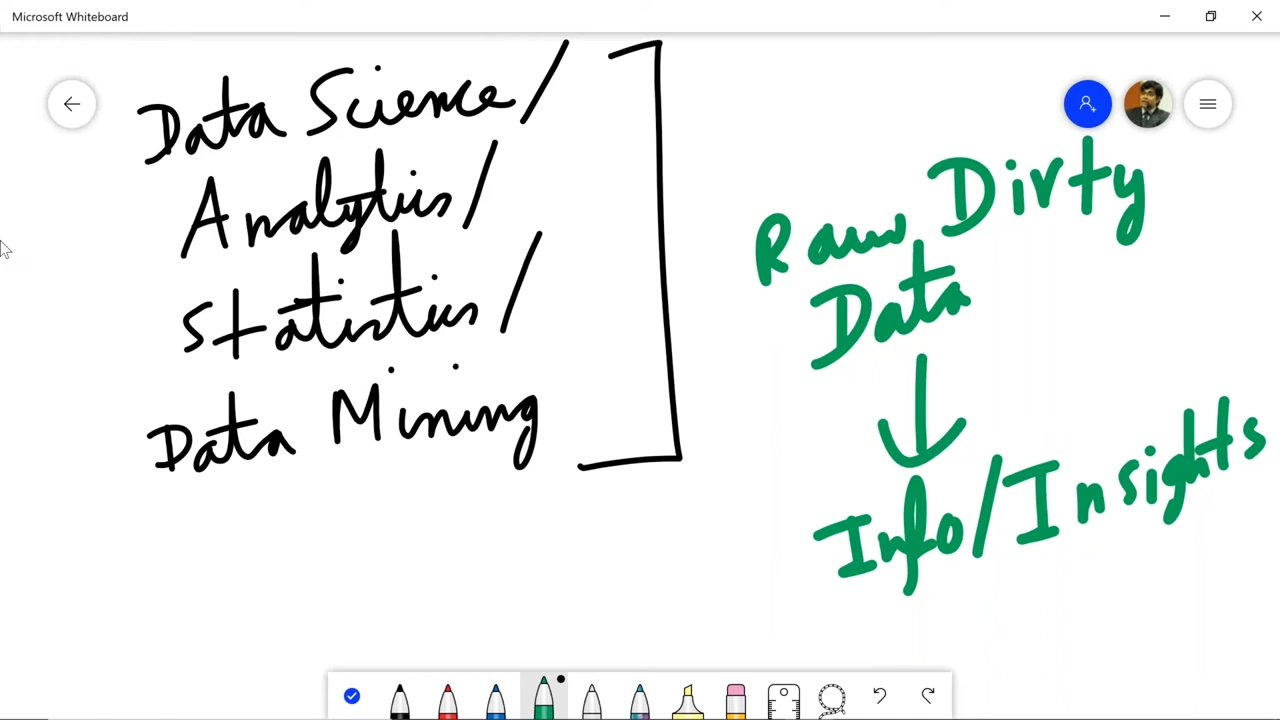 Microsoft Whiteboard
Data Science/
Analytics/
Statistics/
Data Mining
Raw Dirty
Data
Info/Insights